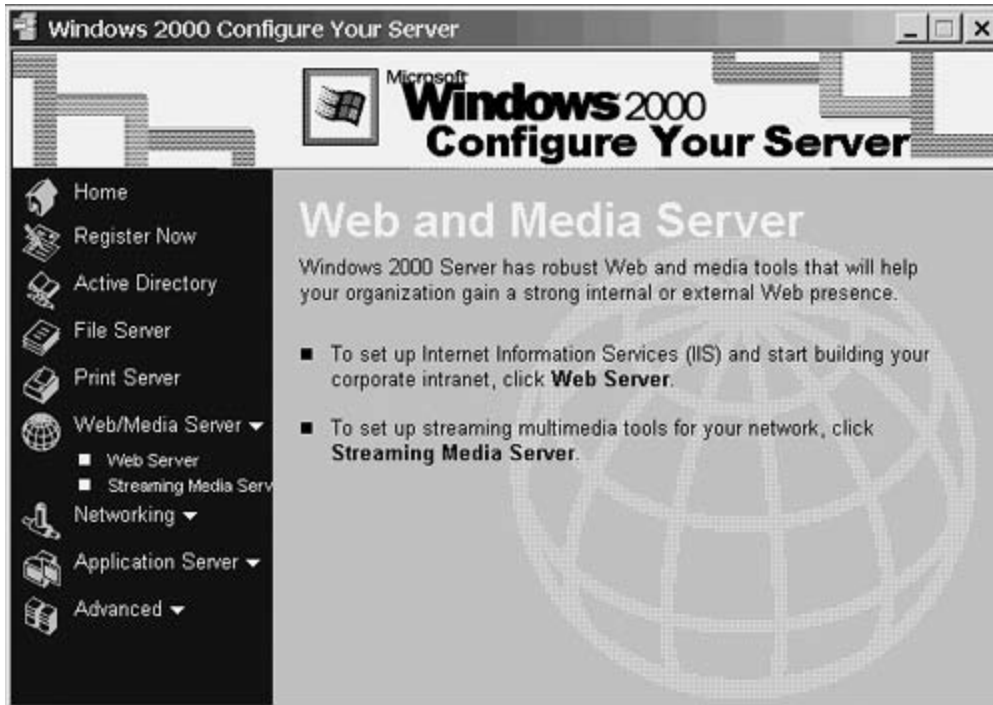 Windows 2000 Configure Your Server
Microsoft
Windows 2000
Configure Your Server
Home
Register Now
Active Directory
File Server
Print Server
Web/Media Server
Web Server
Streaming Media Serv
Networking
Application Server
Advanced
Web and Media Server
Windows 2000 Server has robust Web and media tools that will help
your organization gain a strong internal or external Web presence.
To set up Internet Information Services (IIS) and start building your
corporate intranet, click Web Server.
To set up streaming multimedia tools for your network, click
Streaming Media Server.